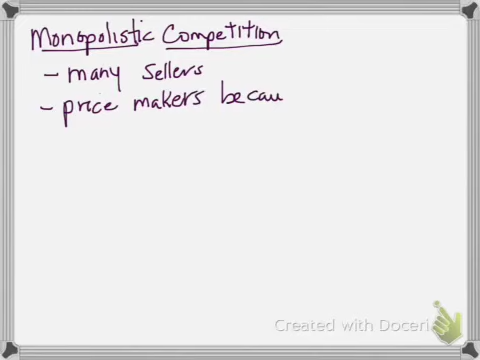 Monopolistic Competition
- many sellers
- price makers becau
Created with Doceri